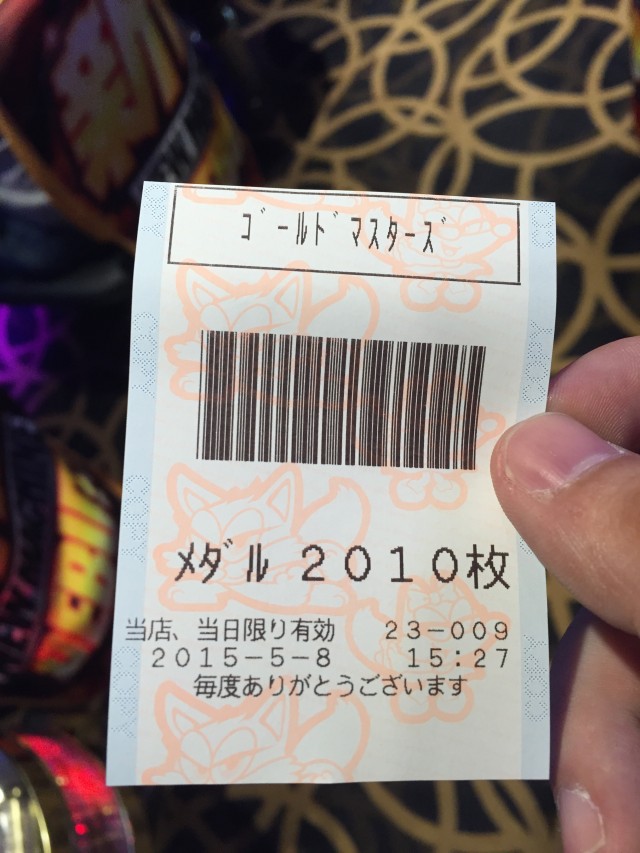 ｺﾞｰﾙﾄﾞﾏｽﾀｰｽﾞ
ﾒﾀﾞﾙ ２０１０枚
当店、当日限り有効 ２３－００９
２０１５－５－８ １５：２７
毎度ありがとうございます